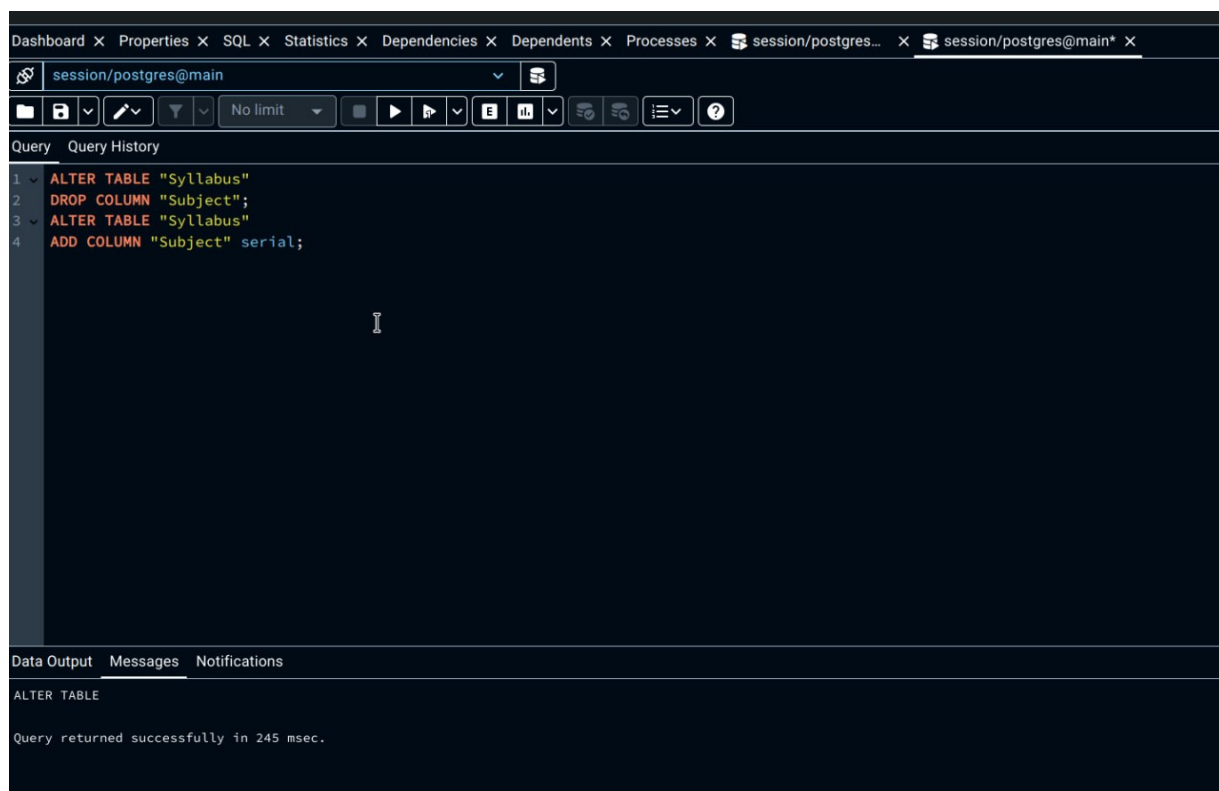 Dashboard X Properties X SQL X Statistics X Dependencies X Dependents X Processes X session/postgres... X session/postgres@main* X
session/postgres@main
No limit
Query Query History
1 ALTER TABLE "Syllabus"
2 DROP COLUMN "Subject";
3 ALTER TABLE "Syllabus"
4 ADD COLUMN "Subject" serial;
Data Output Messages Notifications
ALTER TABLE
Query returned successfully in 245 msec.